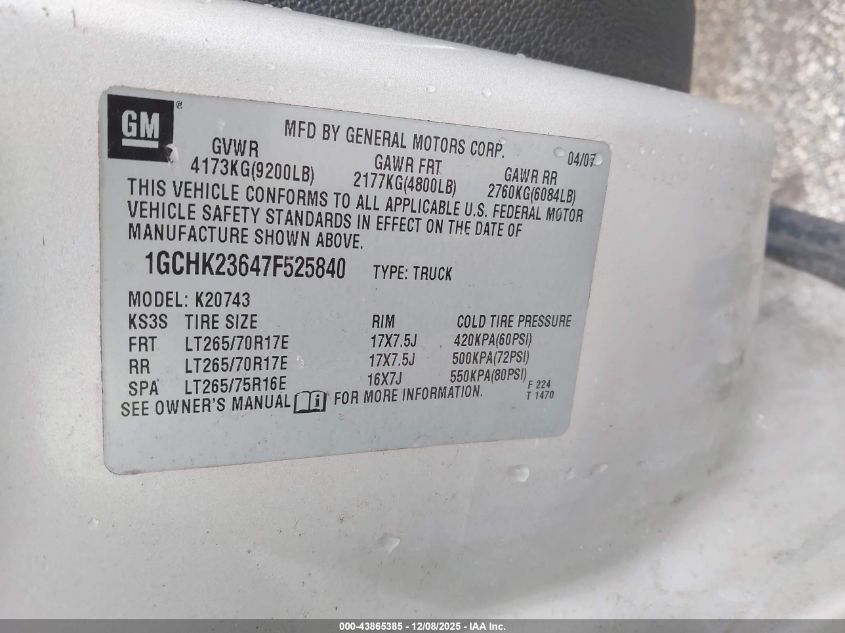 GM®
MFD BY GENERAL MOTORS CORP. 04/07
GVWR GAWR FRT GAWR RR
4173KG(9200LB) 2177KG(4800LB) 2760KG(6084LB)
THIS VEHICLE CONFORMS TO ALL APPLICABLE U.S. FEDERAL MOTOR
VEHICLE SAFETY STANDARDS IN EFFECT ON THE DATE OF
MANUFACTURE SHOWN ABOVE.
1GCHK23647F525840 TYPE: TRUCK
MODEL: K20743
KS3S TIRE SIZE RIM COLD TIRE PRESSURE
FRT LT265/70R17E 17X7.5J 420KPA(60PSI)
RR LT265/70R17E 17X7.5J 500KPA(72PSI)
SPA LT265/75R16E 16X7J 550KPA(80PSI)
SEE OWNER'S MANUAL i FOR MORE INFORMATION.
F 224
T 1470
000-43865385 - 12/08/2025 - IAA Inc.